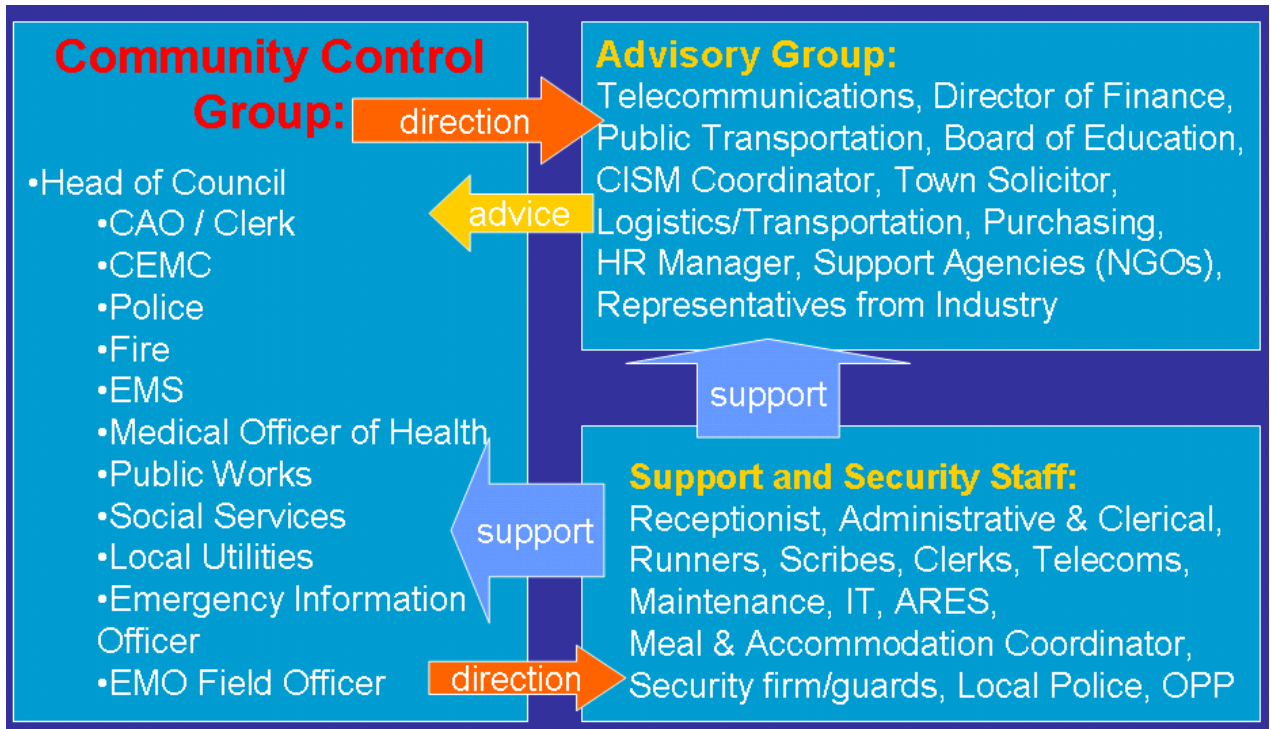 Community Control
Group:
direction
•Head of Council
•CAO / Clerk
•CEMC
•Police
•Fire
•EMS
•Medical Officer of Health
•Public Works
•Social Services
•Local Utilities
•Emergency Information
Officer
•EMO Field Officer
direction
advice
support
Advisory Group:
Telecommunications, Director of Finance,
Public Transportation, Board of Education,
CISM Coordinator, Town Solicitor,
Logistics/Transportation, Purchasing,
HR Manager, Support Agencies (NGOs),
Representatives from Industry
support
Support and Security Staff:
Receptionist, Administrative & Clerical,
Runners, Scribes, Clerks, Telecoms,
Maintenance, IT, ARES,
Meal & Accommodation Coordinator,
Security firm/guards, Local Police, OPP